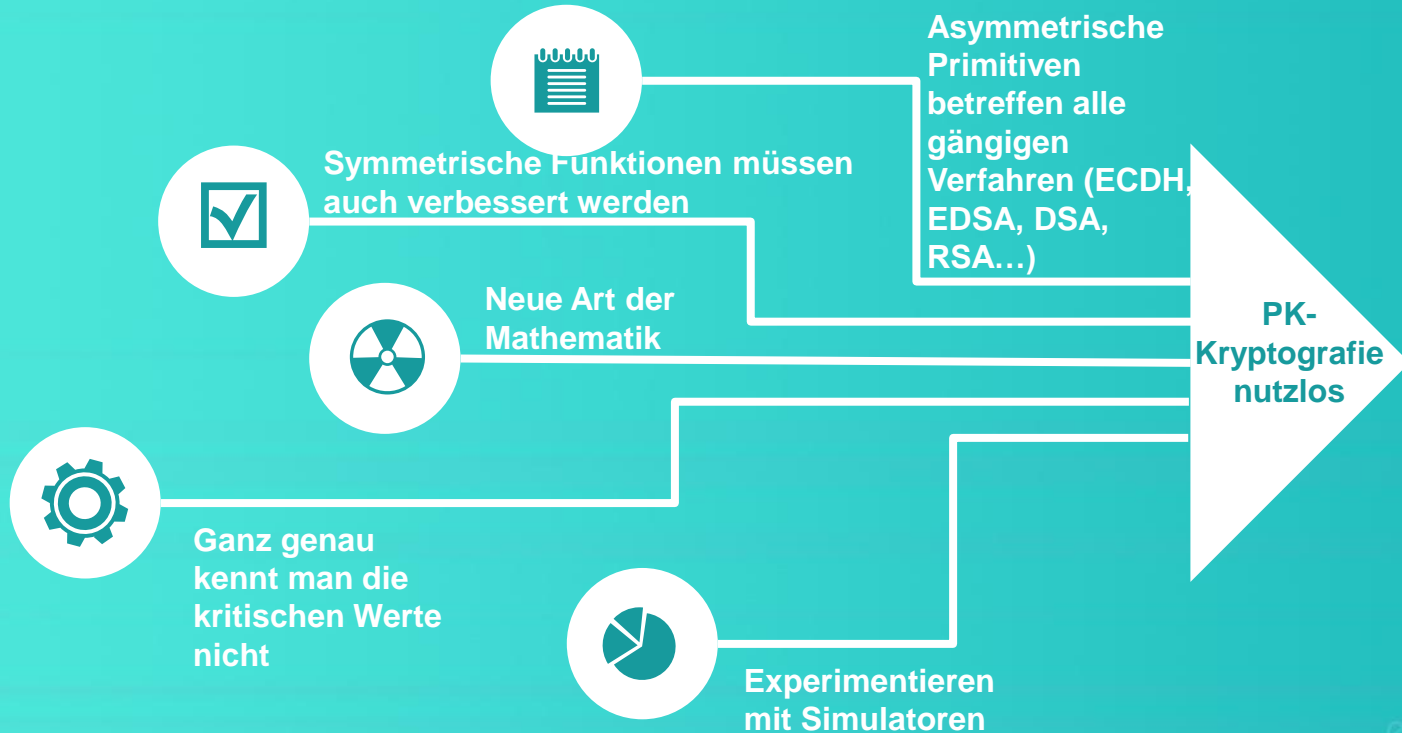 Asymmetrische
Primitiven
betreffen alle
gängigen
Verfahren (ECDH,
EDSA, DSA,
RSA…)
Symmetrische Funktionen müssen
auch verbessert werden
Neue Art der
Mathematik
PK-
Kryptografie
nutzlos
Ganz genau
kennt man die
kritischen Werte
nicht
Experimentieren
mit Simulatoren